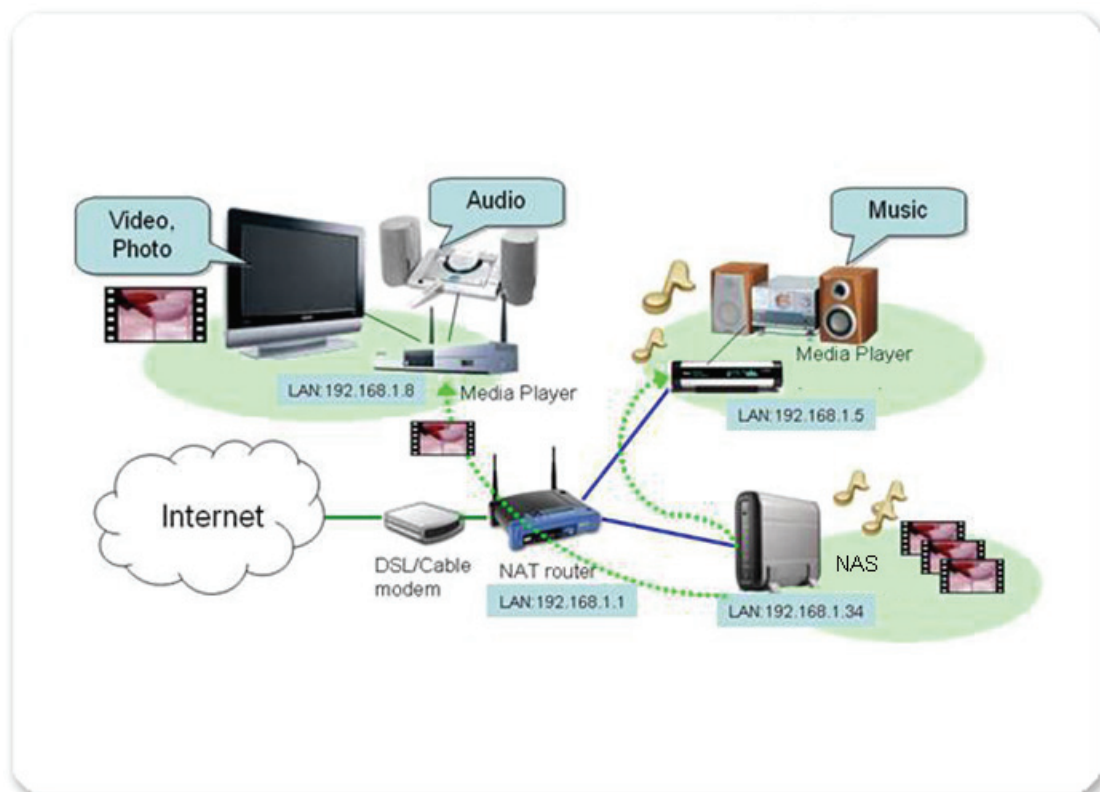 Video,
Photo
Audio
Music
LAN:192.168.1.8
Media Player
Media Player
LAN:192.168.1.5
Internet
DSL/Cable
modem
NAT router
LAN:192.168.1.1
NAS
LAN:192.168.1.34